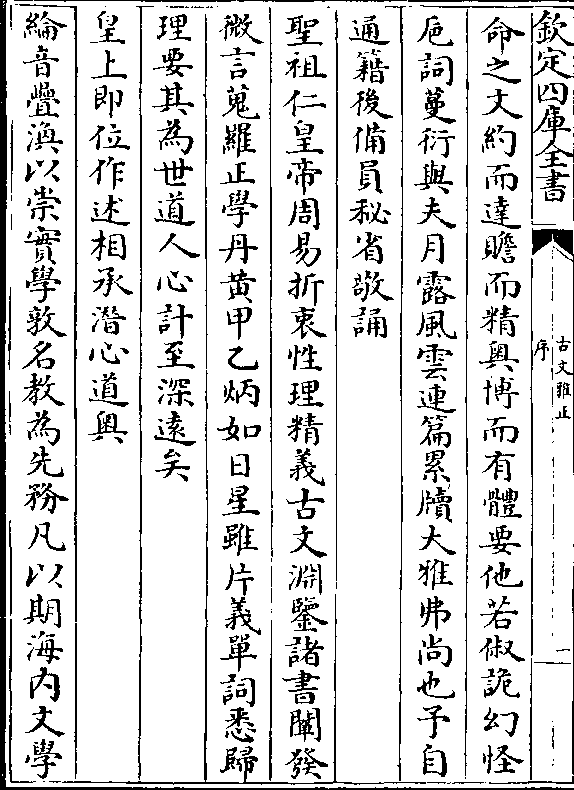 欽定四庫全書
古文雅正
序
一
命之文約而達贍而精奥博而有體要他若俶詭幻怪
巵詞蔓衍與夫月露風雲連篇累牘大雅弗尚也予自
通籍後備員秘省敬誦
聖祖仁皇帝周易折衷性理精義古文淵鑒諸書闡發
微言蒐羅正學丹黄甲乙炳如日星雖片義單詞悉歸
理要其為世道人心計至深遠矣
皇上即位作述相承潛心道奥
綸音疊渙以崇實學敦名教為先務凡以期海内文學